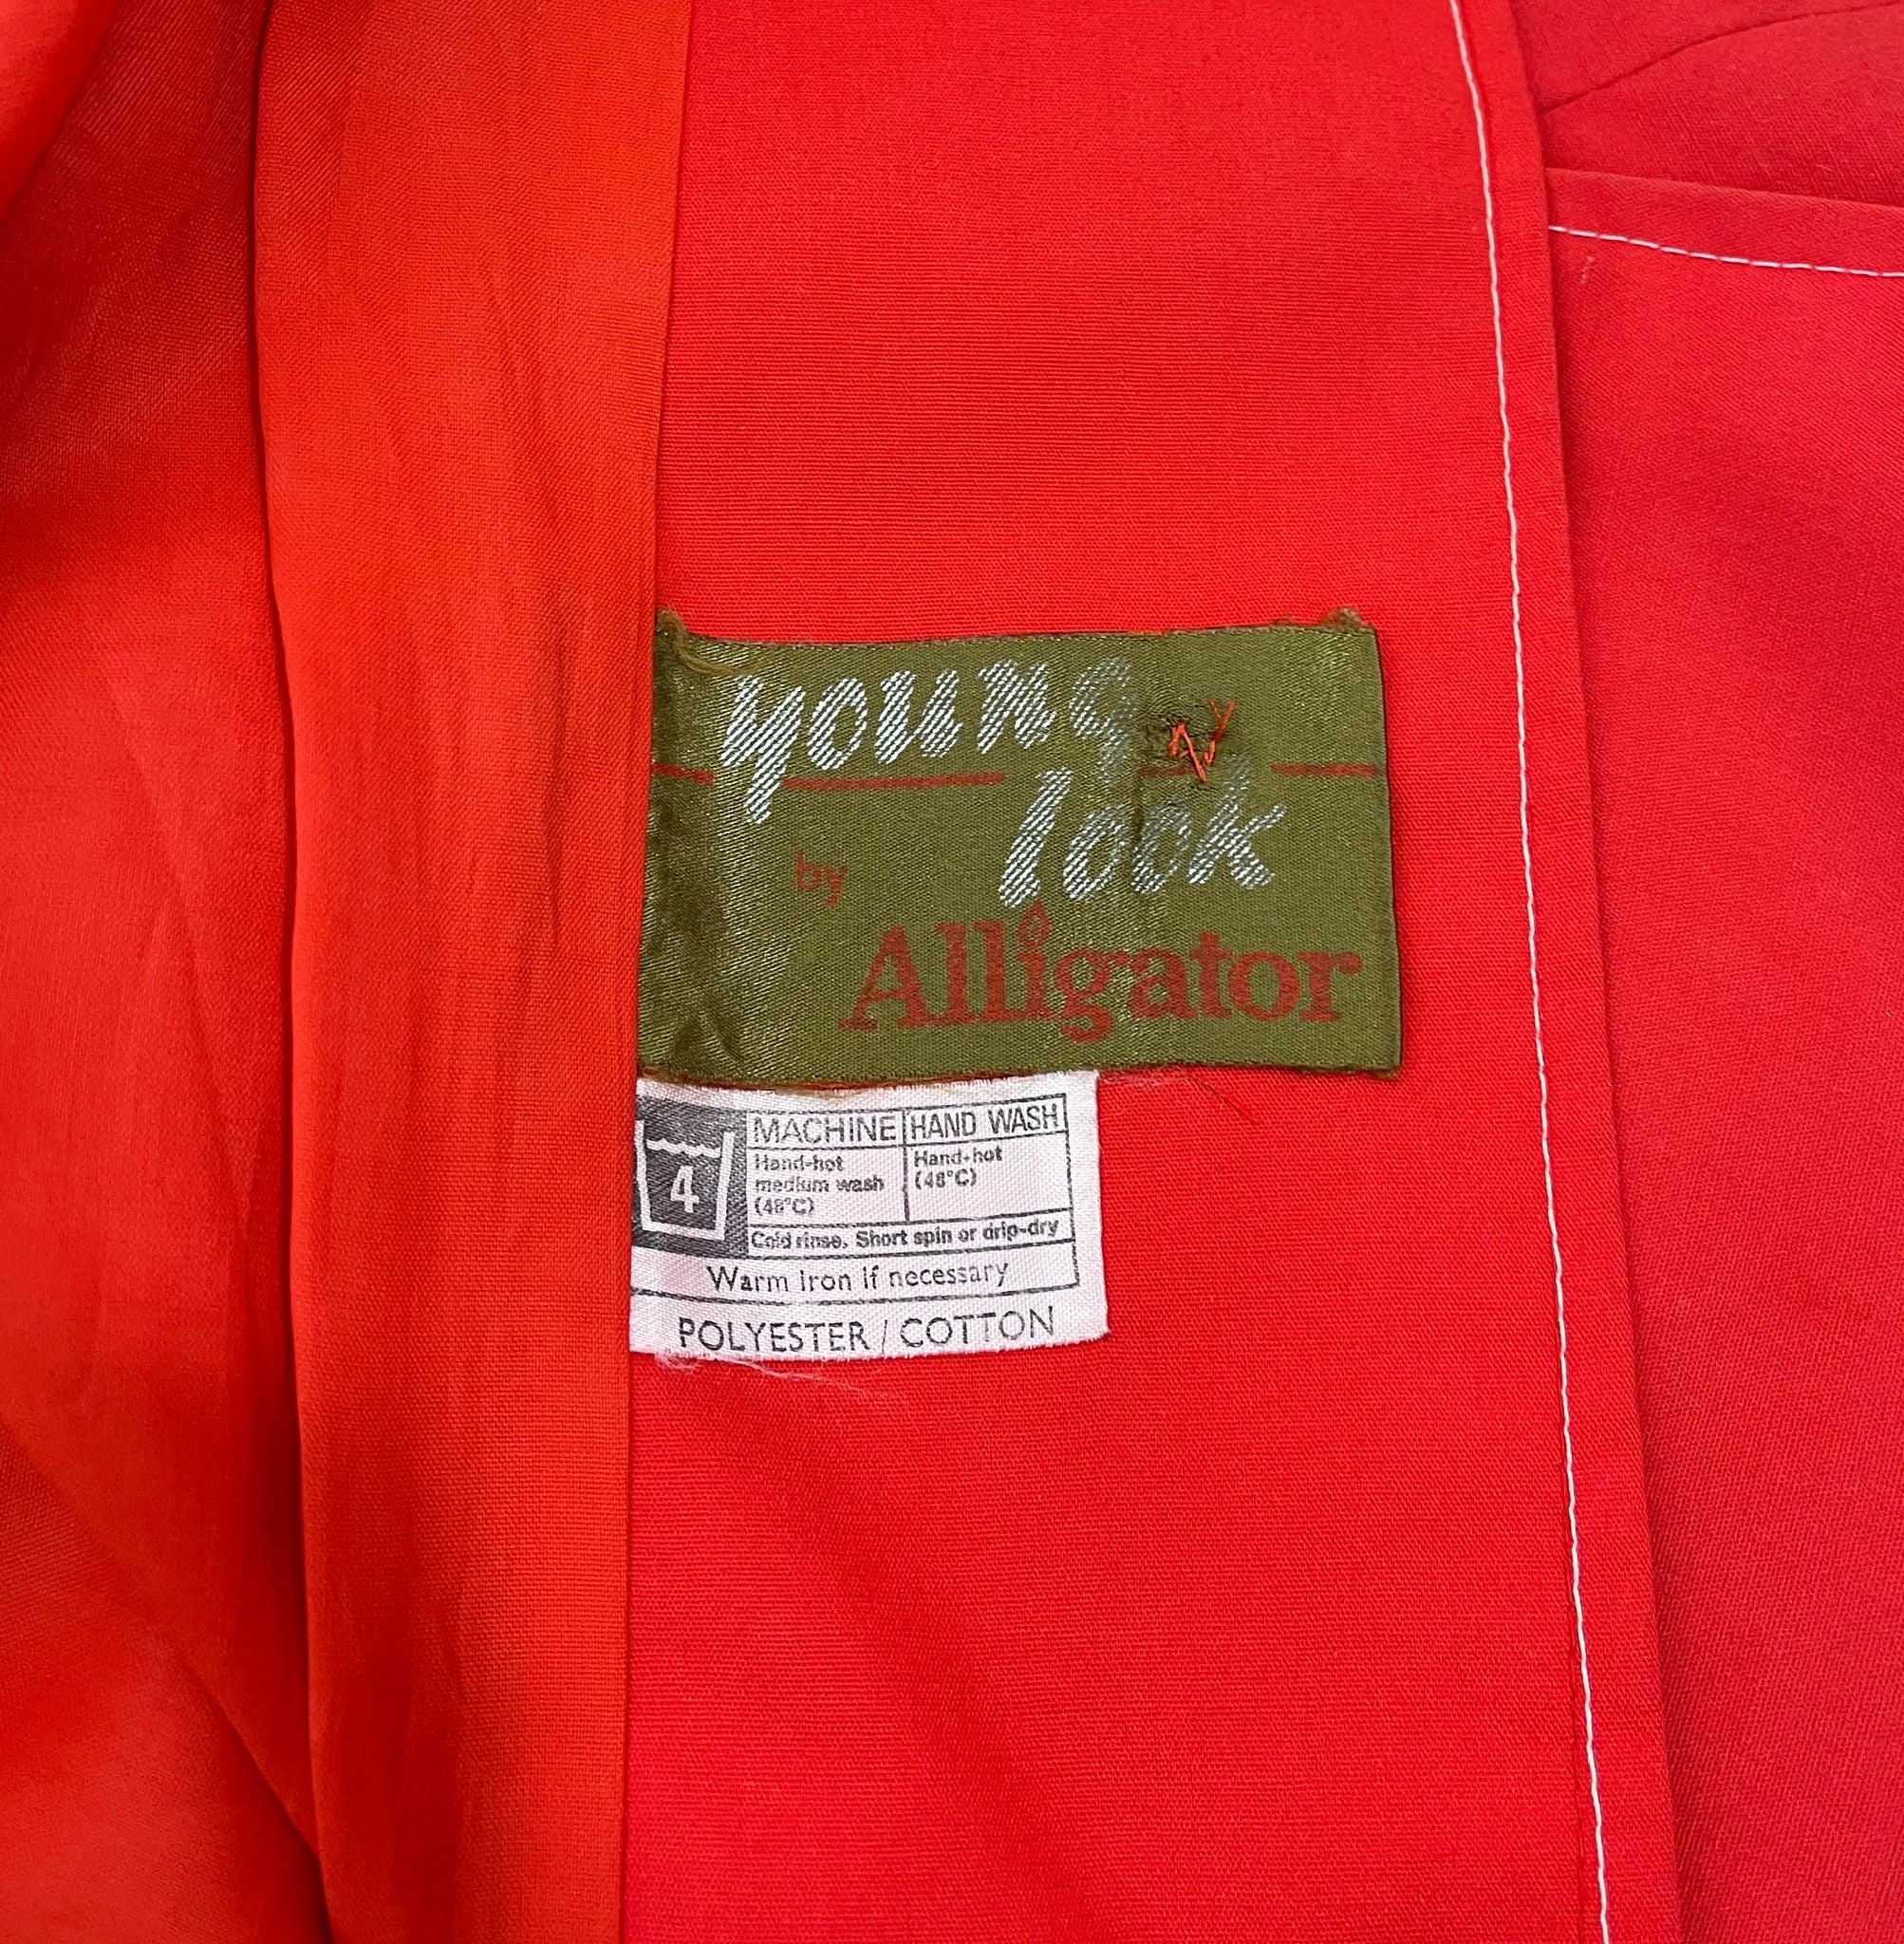 young
look
by
Alligator
4
MACHINE HAND WASH
Hand-hot medium wash (48°C)
Hand-hot (48°C)
Cold rinse. Short spin or drip-dry
Warm iron if necessary
POLYESTER / COTTON